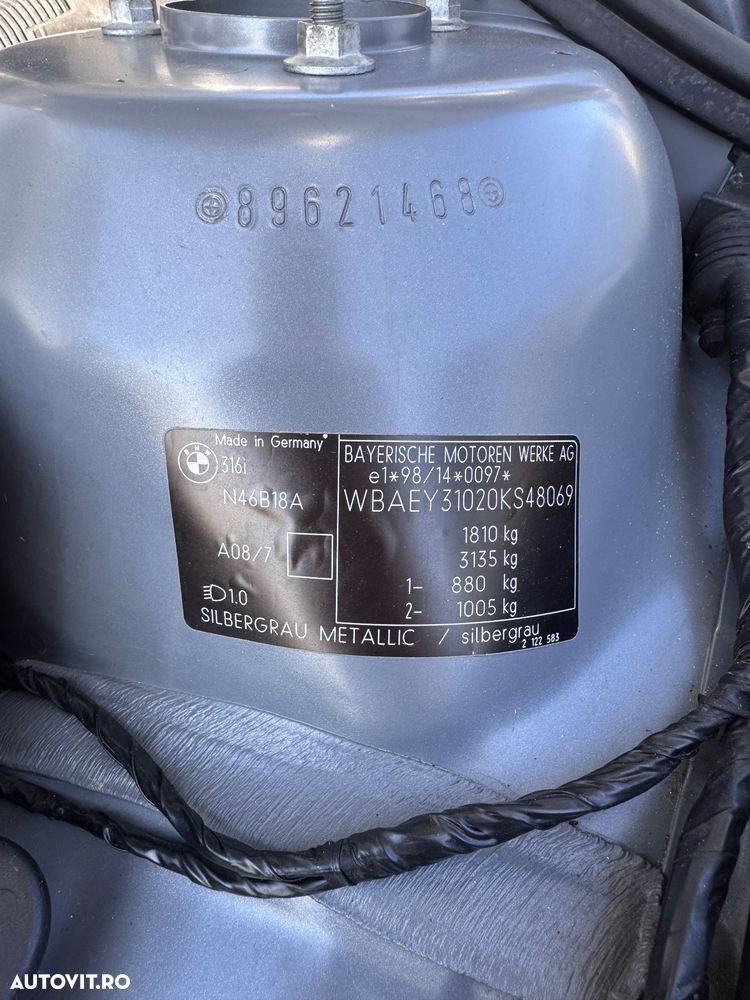 89621468
BMW
Made in Germany
316i
N46B18A
A08/7
1.0
BAYERISCHE MOTOREN WERKE AG
e1*98/14*0097*
WBAEY31020KS48069
1810 kg
3135 kg
1- 880 kg
2- 1005 kg
SILBERGRAU METALLIC / silbergrau
2 122 583
AUTOVIT.RO